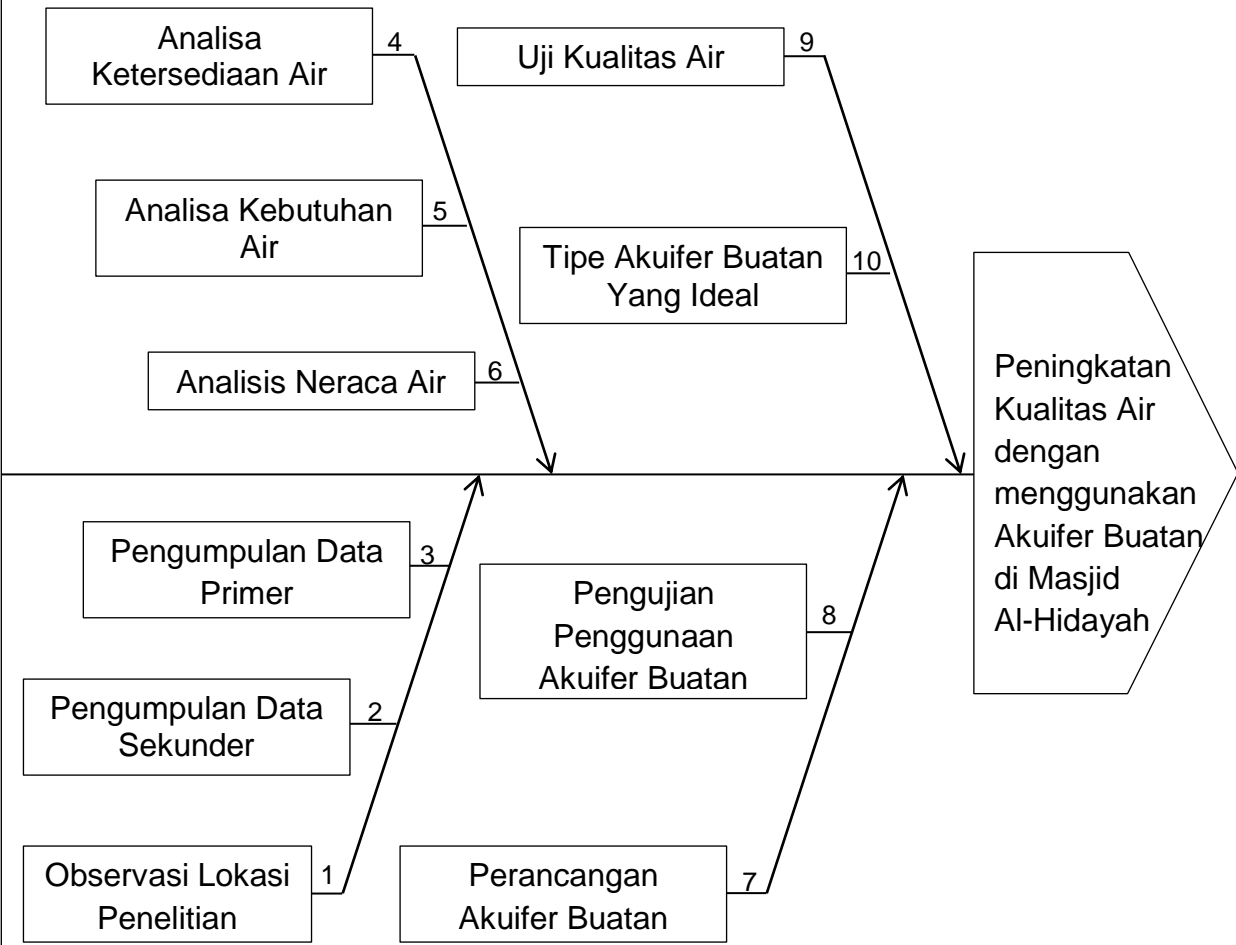 Analisa
Ketersediaan Air
4
Uji Kualitas Air
9
Analisa Kebutuhan
Air
5
Tipe Akuifer Buatan
Yang Ideal
10
Analisis Neraca Air
6
Peningkatan
Kualitas Air
dengan
menggunakan
Akuifer Buatan
di Masjid
Al-Hidayah
Pengumpulan Data
Primer
3
Pengujian
Penggunaan
Akuifer Buatan
8
Pengumpulan Data
Sekunder
2
Observasi Lokasi
Penelitian
1
Perancangan
Akuifer Buatan
7